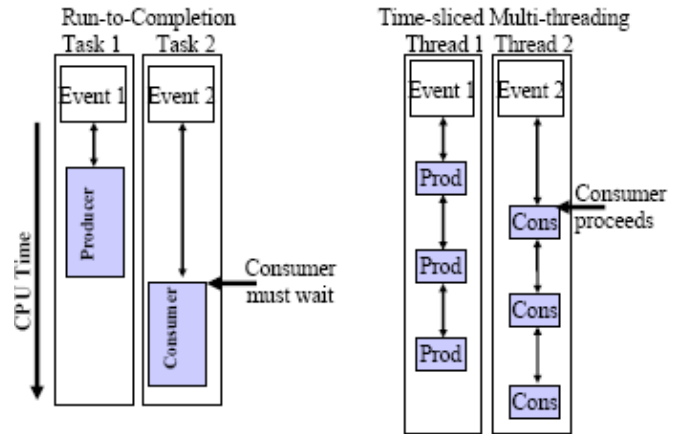 Run-to-Completion
Task 1 Task 2
Event 1 Event 2
Producer
Consumer
Consumer
must wait
CPU Time
Time-sliced Multi-threading
Thread 1 Thread 2
Event 1 Event 2
Prod
Cons
Consumer
proceeds
Prod
Cons
Prod
Cons